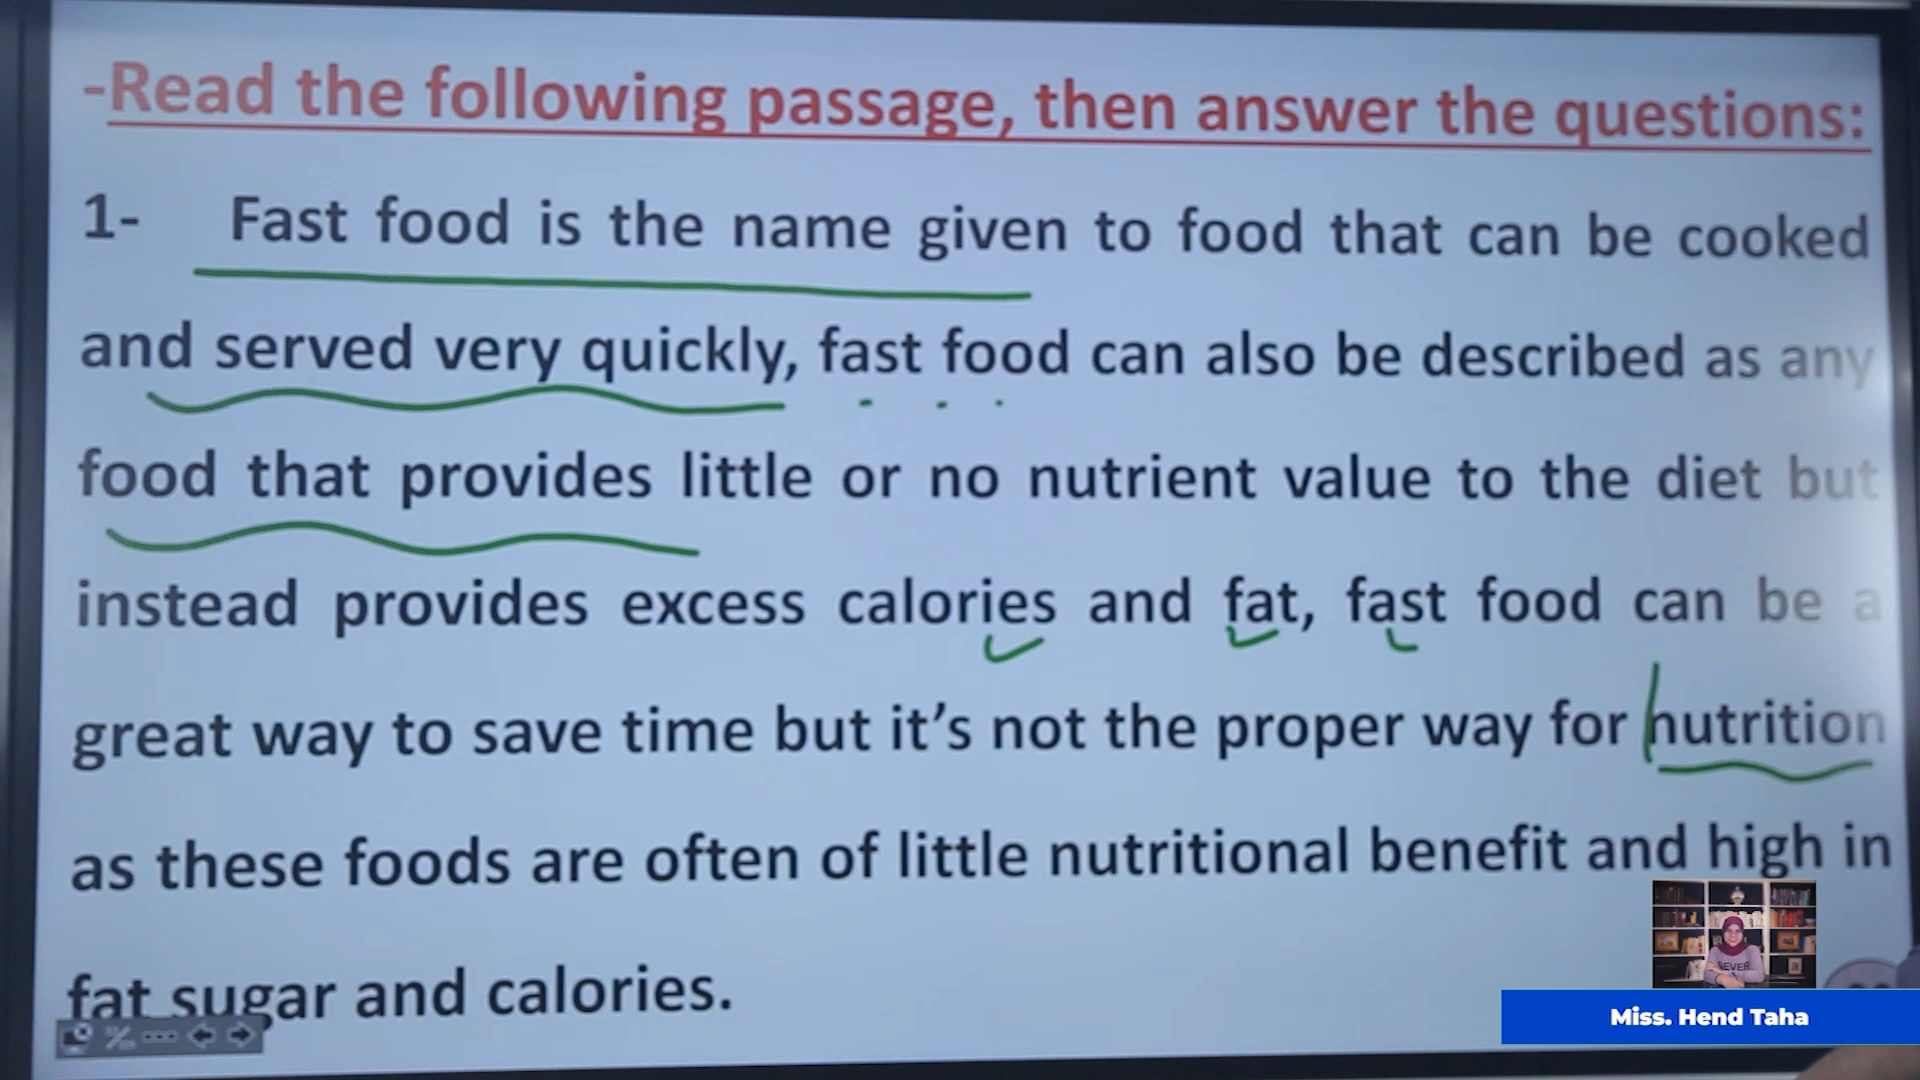 -Read the following passage, then answer the questions:
1- Fast food is the name given to food that can be cooked
and served very quickly, fast food can also be described as any
food that provides little or no nutrient value to the diet but
instead provides excess calories and fat, fast food can be a
great way to save time but it’s not the proper way for nutrition
as these foods are often of little nutritional benefit and high in
fat sugar and calories.
Miss. Hend Taha